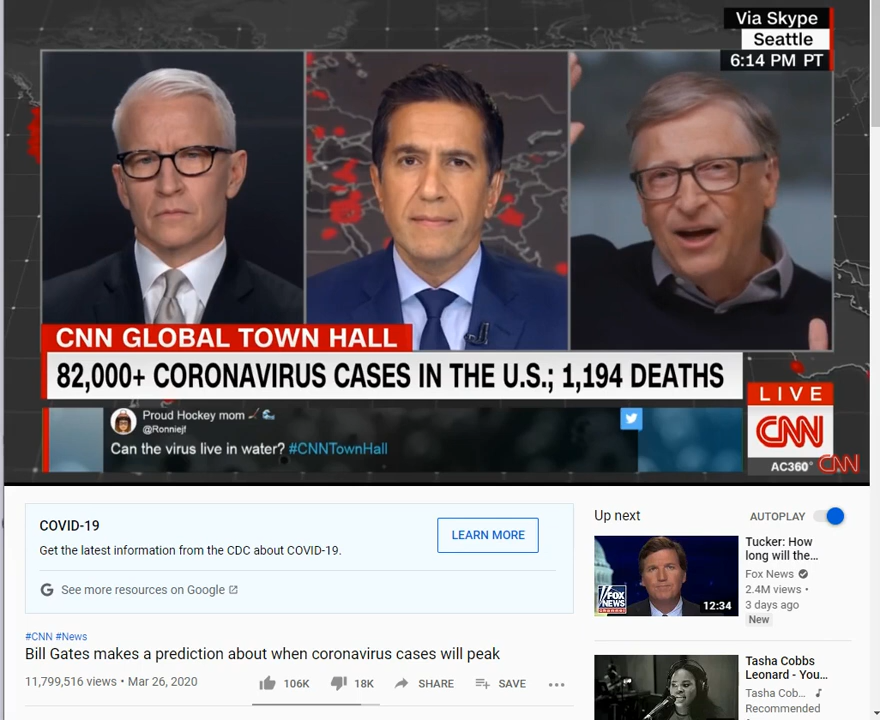 Via Skype
Seattle
6:14 PM PT
CNN GLOBAL TOWN HALL
82,000+ CORONAVIRUS CASES IN THE U.S.; 1,194 DEATHS
Proud Hockey mom
@Ronniejf
Can the virus live in water? #CNNTownHall
LIVE
CNN
AC360°
CNN
COVID-19
Get the latest information from the CDC about COVID-19.
LEARN MORE
See more resources on Google
#CNN #News
Bill Gates makes a prediction about when coronavirus cases will peak
11,799,516 views • Mar 26, 2020
106K
18K
SHARE
SAVE
Up next
AUTOPLAY
FOX NEWS channel
12:34
Tucker: How
long will the...
Fox News
2.4M views •
3 days ago
New
Tasha Cobbs
Leonard - You...
Tasha Cob...
Recommended